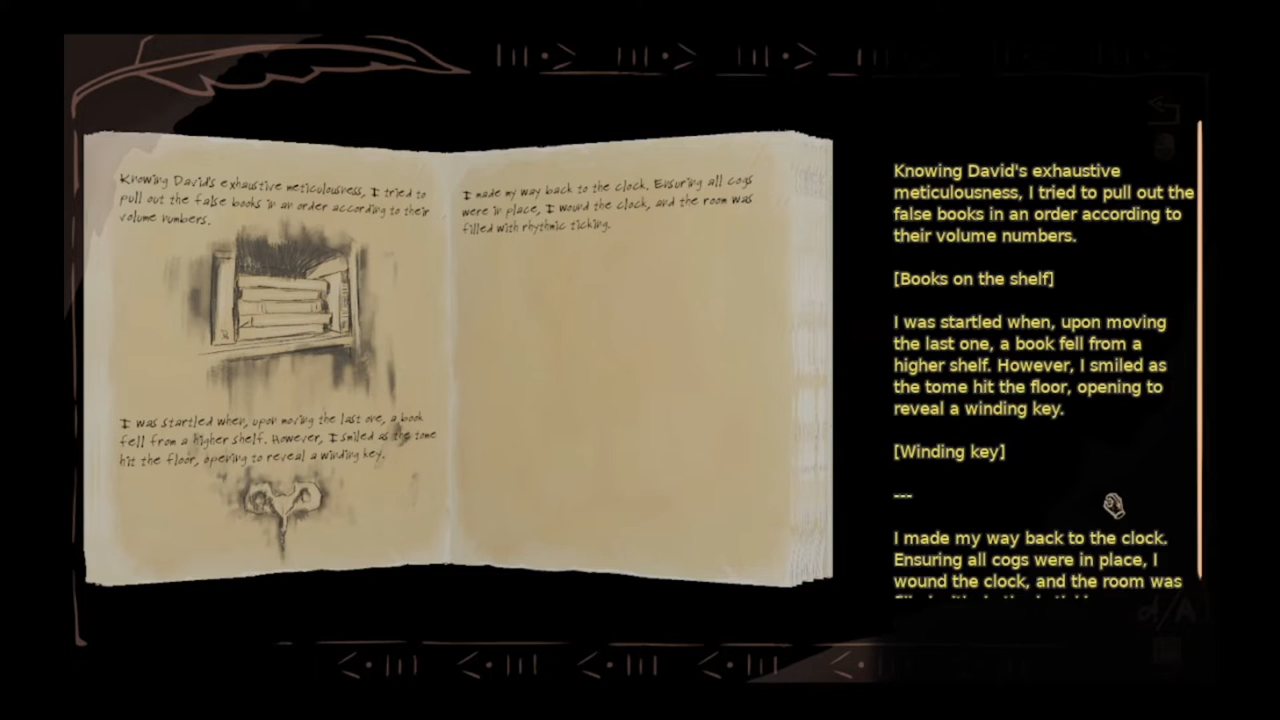 Knowing David's exhaustive meticulousness, I tried to
pull out the false books in an order according to their
volume numbers.
I was startled when, upon moving the last one, a book
fell from a higher shelf. However, I smiled as the tome
hit the floor, opening to reveal a winding key.
I made my way back to the clock. Ensuring all cogs
were in place, I wound the clock, and the room was
filled with rhythmic ticking.
Knowing David's exhaustive
meticulousness, I tried to pull out the
false books in an order according to
their volume numbers.
[Books on the shelf]
I was startled when, upon moving
the last one, a book fell from a
higher shelf. However, I smiled as
the tome hit the floor, opening to
reveal a winding key.
[Winding key]
---
I made my way back to the clock.
Ensuring all cogs were in place, I
wound the clock, and the room was